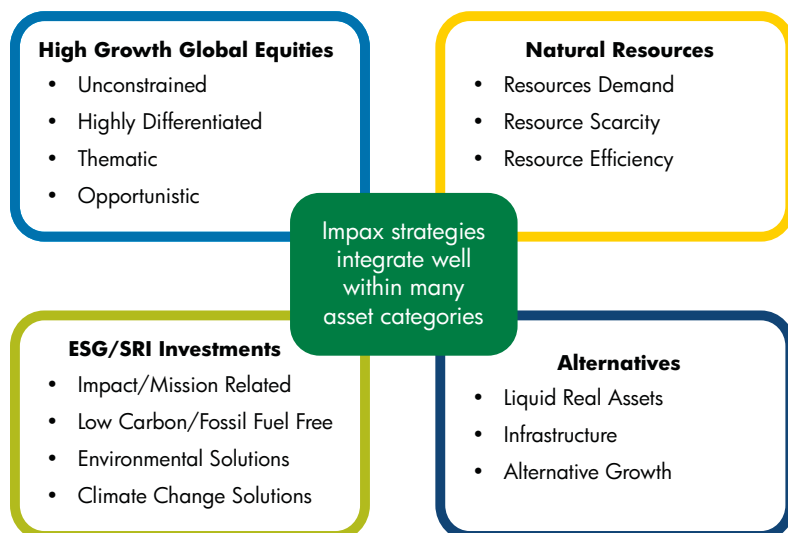 High Growth Global Equities
• Unconstrained
• Highly Differentiated
• Thematic
• Opportunistic
Natural Resources
• Resources Demand
• Resource Scarcity
• Resource Efficiency
Impax strategies
integrate well
within many
asset categories
ESG/SRI Investments
• Impact/Mission Related
• Low Carbon/Fossil Fuel Free
• Environmental Solutions
• Climate Change Solutions
Alternatives
• Liquid Real Assets
• Infrastructure
• Alternative Growth